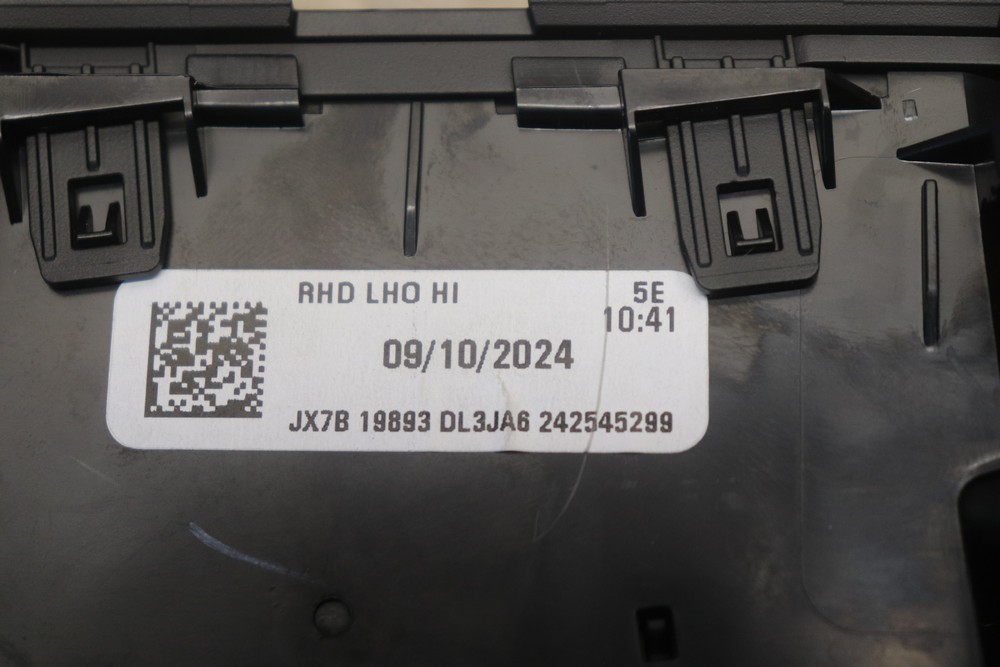 RHD LHO HI 5E
10:41
09/10/2024
JX7B 19893 DL3JA6 242545299